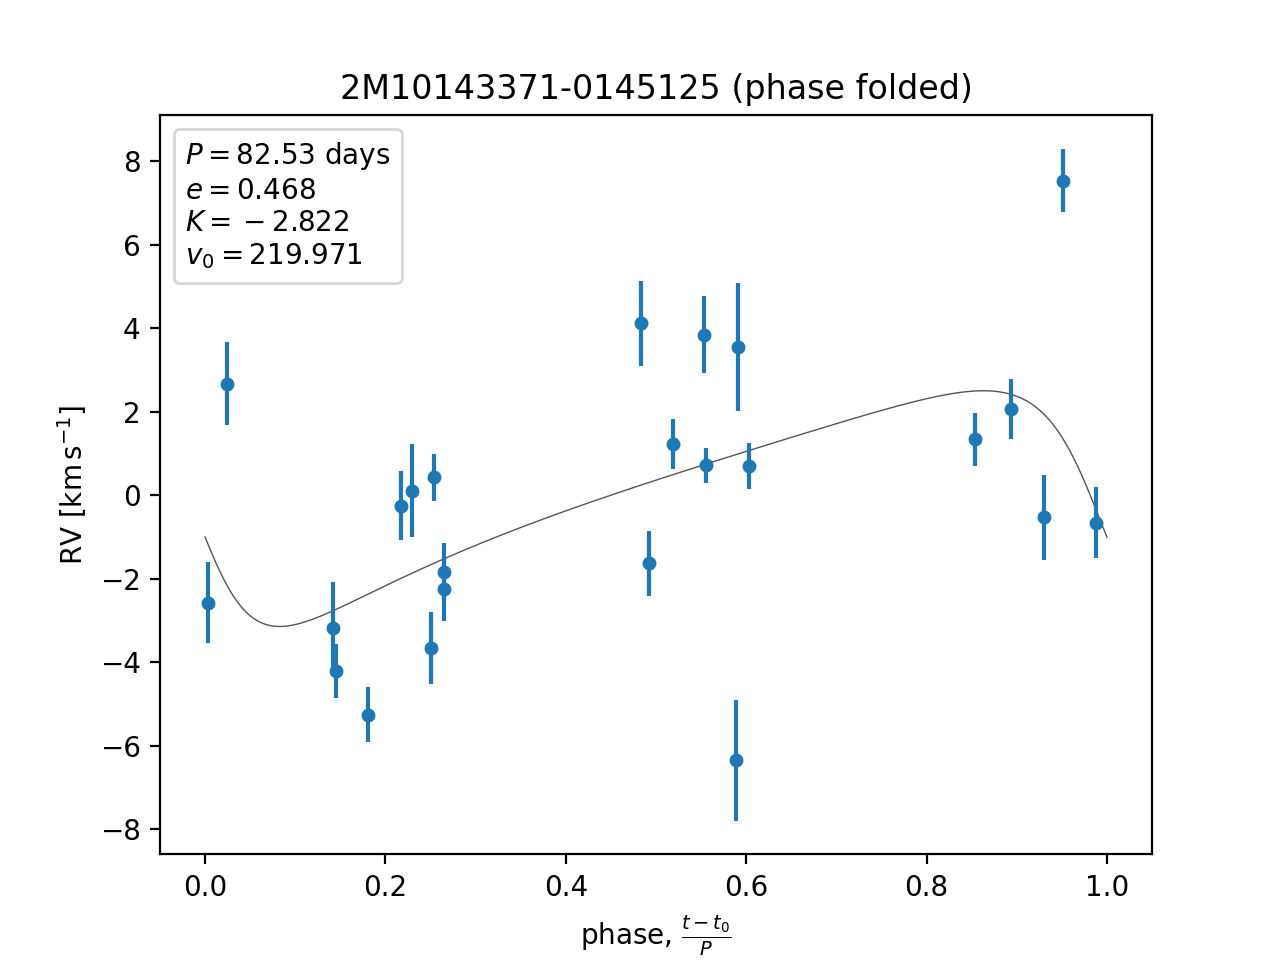 2M10143371-0145125 (phase folded)
P = 82.53 days
e = 0.468
K = −2.822
v₀ = 219.971
8
6
4
2
0
−2
−4
−6
−8
RV [km s⁻¹]
0.0 0.2 0.4 0.6 0.8 1.0
phase, (t − t₀)/P